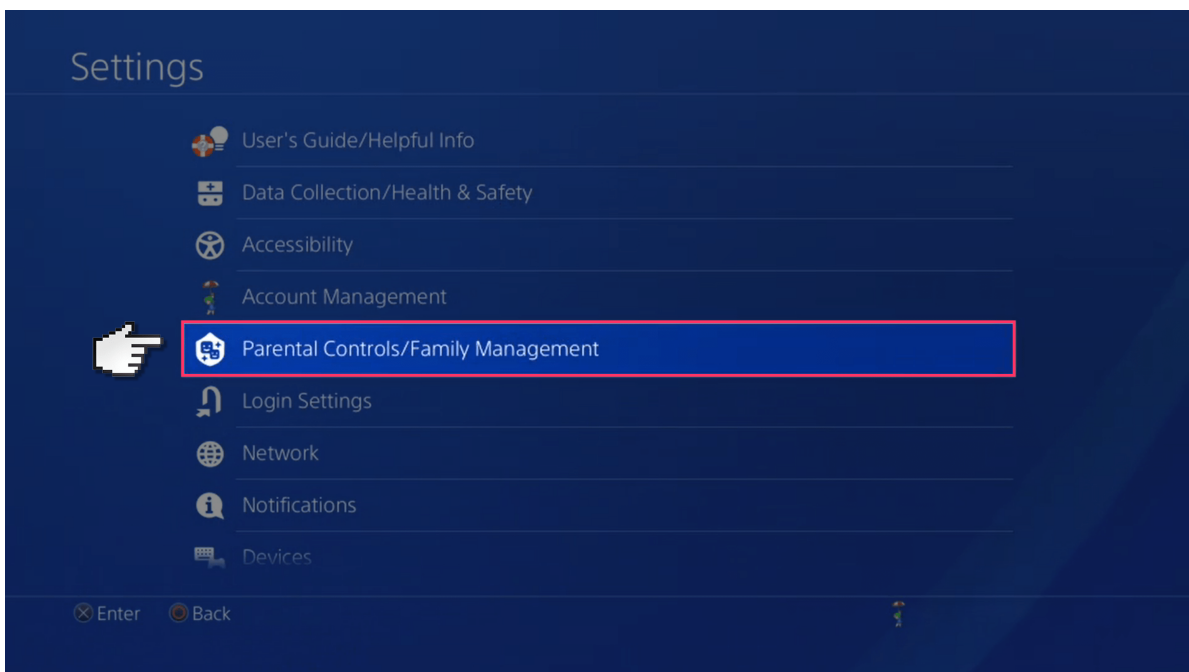 Settings
User's Guide/Helpful Info
Data Collection/Health & Safety
Accessibility
Account Management
Parental Controls/Family Management
Login Settings
Network
Notifications
Devices
Enter Back